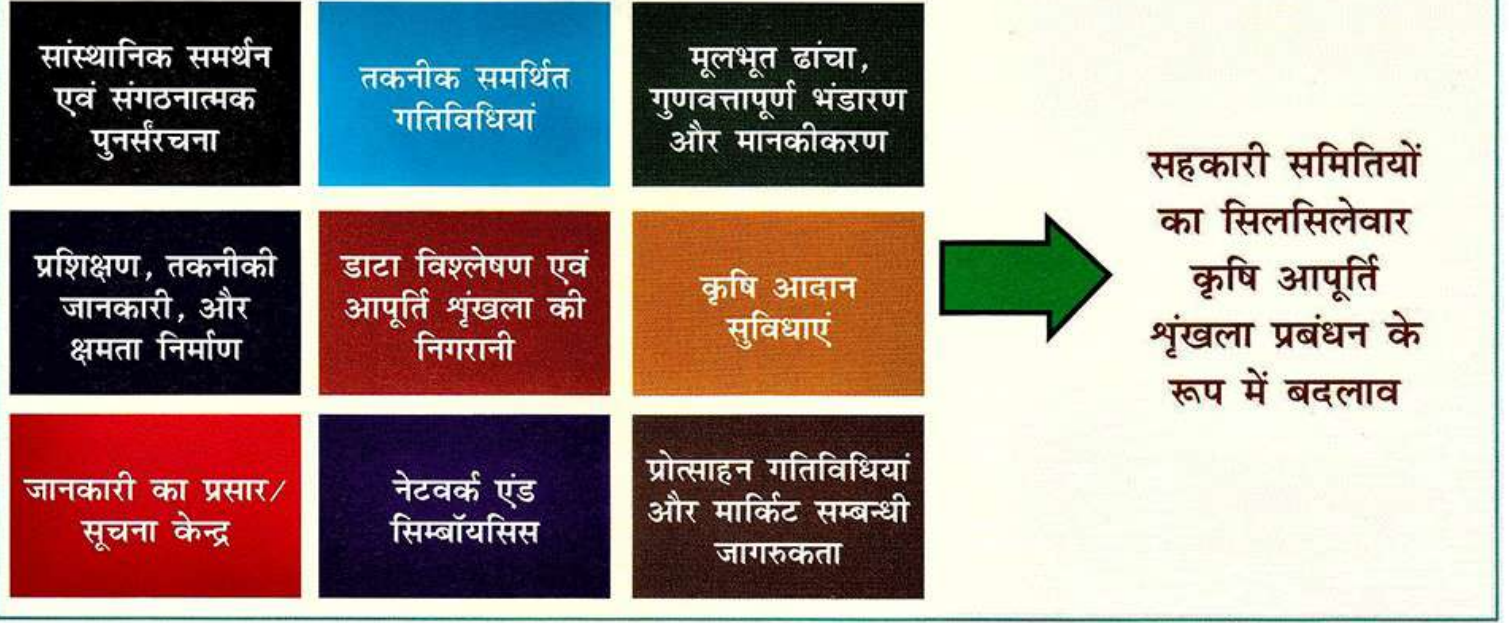 सांस्थानिक समर्थन
एवं संगठनात्मक
पुनर्संरचना
तकनीक समर्थित
गतिविधियां
मूलभूत ढांचा,
गुणवत्तापूर्ण भंडारण
और मानकीकरण
प्रशिक्षण, तकनीकी
जानकारी, और
क्षमता निर्माण
डाटा विश्लेषण एवं
आपूर्ति शृंखला की
निगरानी
कृषि आदान
सुविधाएं
जानकारी का प्रसार/
सूचना केन्द्र
नेटवर्क एंड
सिम्बॉयसिस
प्रोत्साहन गतिविधियां
और मार्किट सम्बन्धी
जागरुकता
सहकारी समितियों
का सिलसिलेवार
कृषि आपूर्ति
शृंखला प्रबंधन के
रूप में बदलाव